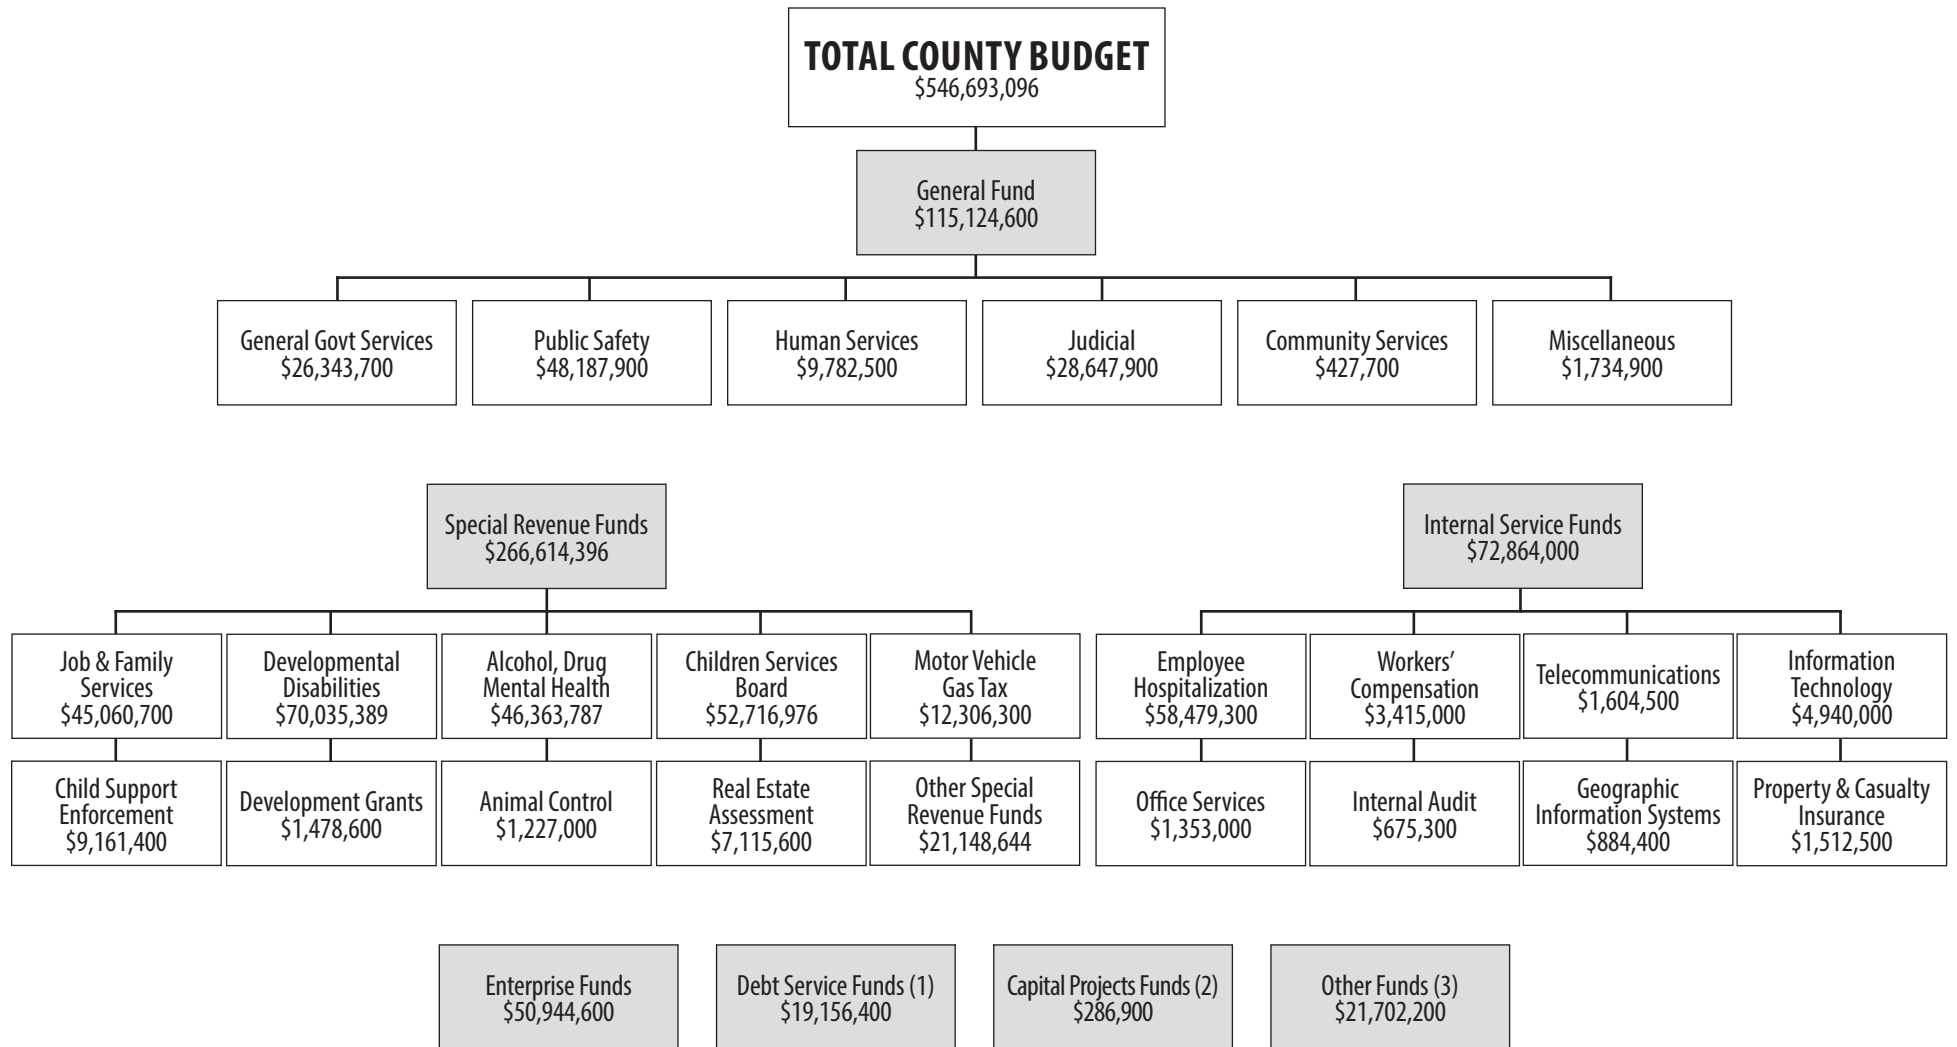 TOTAL COUNTY BUDGET
$546,693,096
General Fund
$115,124,600
General Govt Services
$26,343,700
Public Safety
$48,187,900
Human Services
$9,782,500
Judicial
$28,647,900
Community Services
$427,700
Miscellaneous
$1,734,900
Special Revenue Funds
$266,614,396
Job & Family
Services
$45,060,700
Developmental
Disabilities
$70,035,389
Alcohol, Drug
Mental Health
$46,363,787
Children Services
Board
$52,716,976
Motor Vehicle
Gas Tax
$12,306,300
Child Support
Enforcement
$9,161,400
Development Grants
$1,478,600
Animal Control
$1,227,000
Real Estate
Assessment
$7,115,600
Other Special
Revenue Funds
$21,148,644
Internal Service Funds
$72,864,000
Employee
Hospitalization
$58,479,300
Workers’
Compensation
$3,415,000
Telecommunications
$1,604,500
Information
Technology
$4,940,000
Office Services
$1,353,000
Internal Audit
$675,300
Geographic
Information Systems
$884,400
Property & Casualty
Insurance
$1,512,500
Enterprise Funds
$50,944,600
Debt Service Funds (1)
$19,156,400
Capital Projects Funds (2)
$286,900
Other Funds (3)
$21,702,200